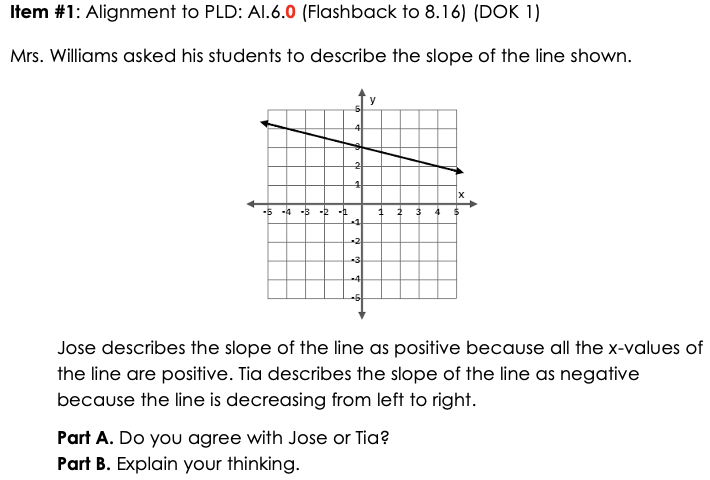 Item #1: Alignment to PLD: AI.6.0 (Flashback to 8.16) (DOK 1)
Mrs. Williams asked his students to describe the slope of the line shown.
y
5
4
3
2
1
x
-5 -4 -3 -2 -1 1 2 3 4 5
-1
-2
-3
-4
-5
Jose describes the slope of the line as positive because all the x-values of
the line are positive. Tia describes the slope of the line as negative
because the line is decreasing from left to right.
Part A. Do you agree with Jose or Tia?
Part B. Explain your thinking.